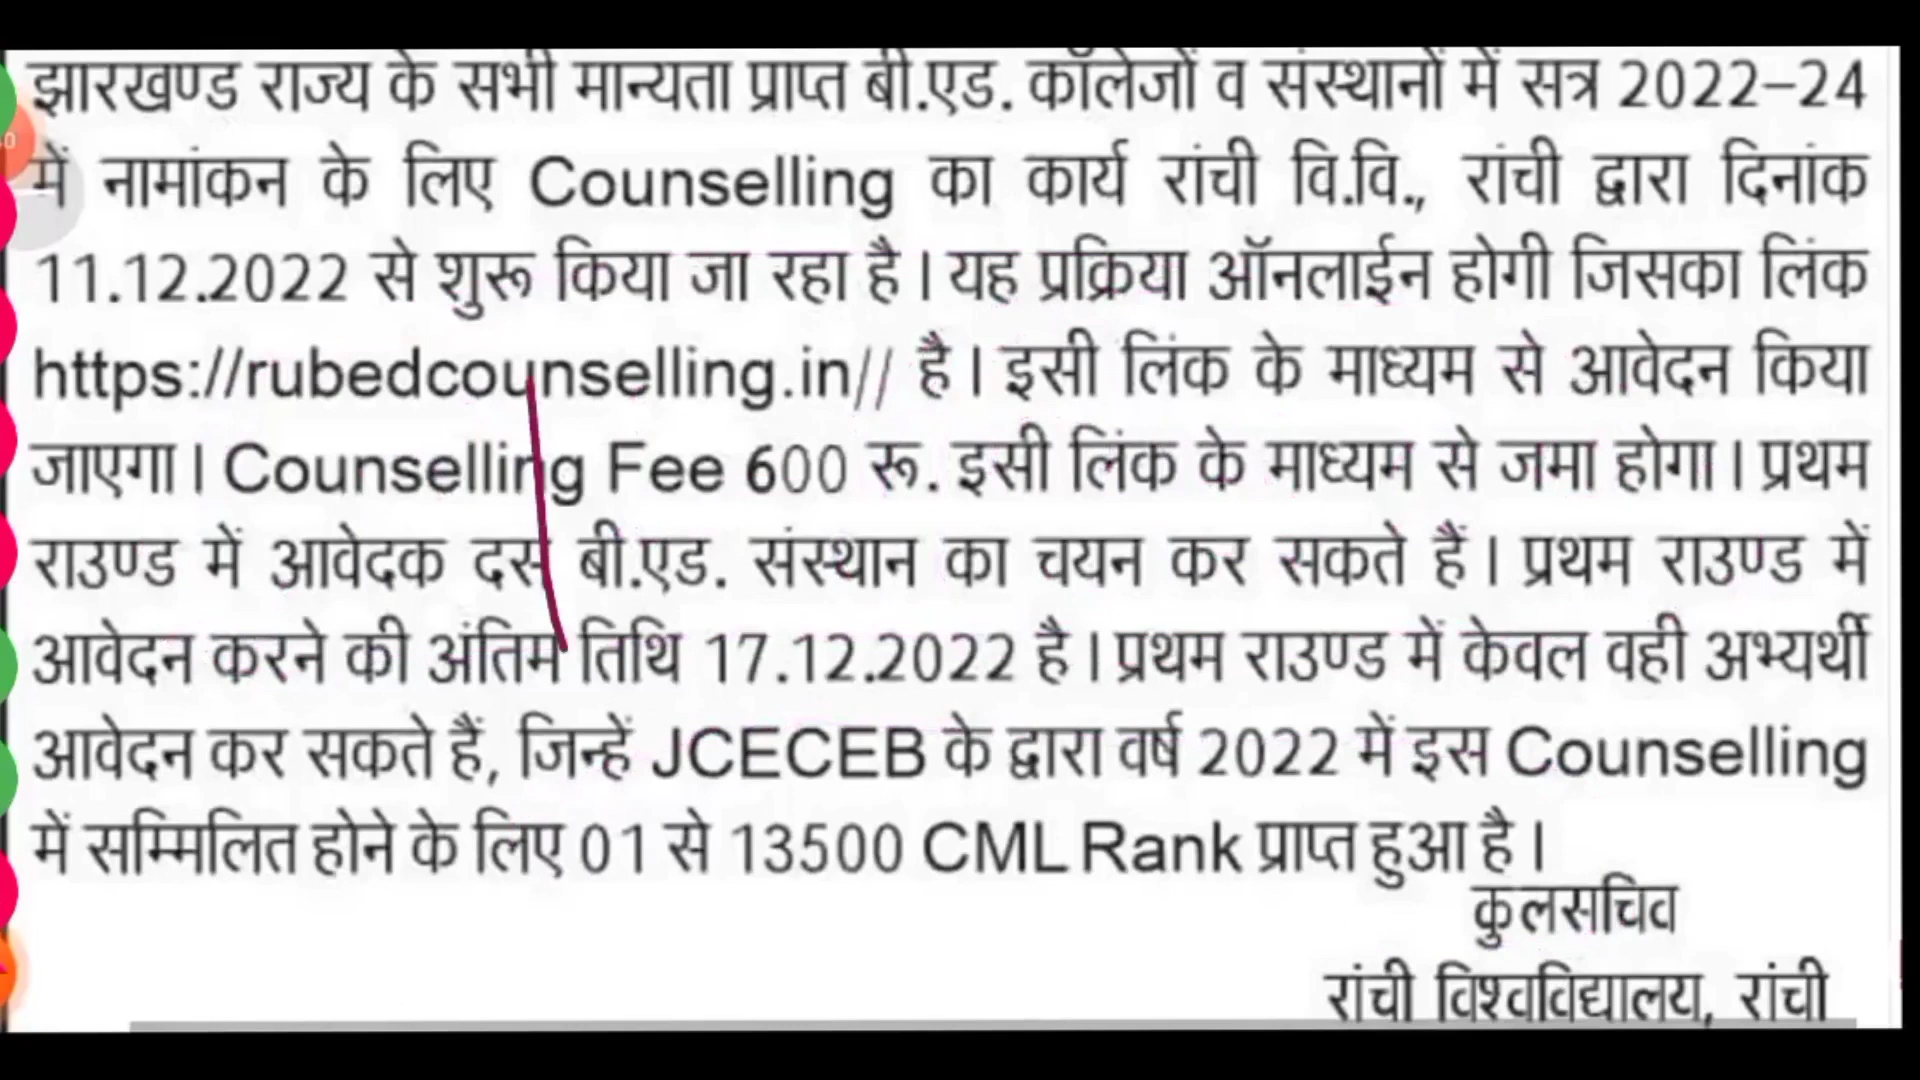 झारखण्ड राज्य के सभी मान्यता प्राप्त बी.एड. कॉलेजों व संस्थानों में सत्र 2022–24
में नामांकन के लिए Counselling का कार्य रांची वि.वि., रांची द्वारा दिनांक
11.12.2022 से शुरू किया जा रहा है। यह प्रक्रिया ऑनलाईन होगी जिसका लिंक
https://rubedcounselling.in// है। इसी लिंक के माध्यम से आवेदन किया
जाएगा। Counselling Fee 600 रू. इसी लिंक के माध्यम से जमा होगा। प्रथम
राउण्ड में आवेदक दस बी.एड. संस्थान का चयन कर सकते हैं। प्रथम राउण्ड में
आवेदन करने की अंतिम तिथि 17.12.2022 है। प्रथम राउण्ड में केवल वही अभ्यर्थी
आवेदन कर सकते हैं, जिन्हें JCECEB के द्वारा वर्ष 2022 में इस Counselling
में सम्मिलित होने के लिए 01 से 13500 CML Rank प्राप्त हुआ है।
कुलसचिव
रांची विश्वविद्यालय, रांची